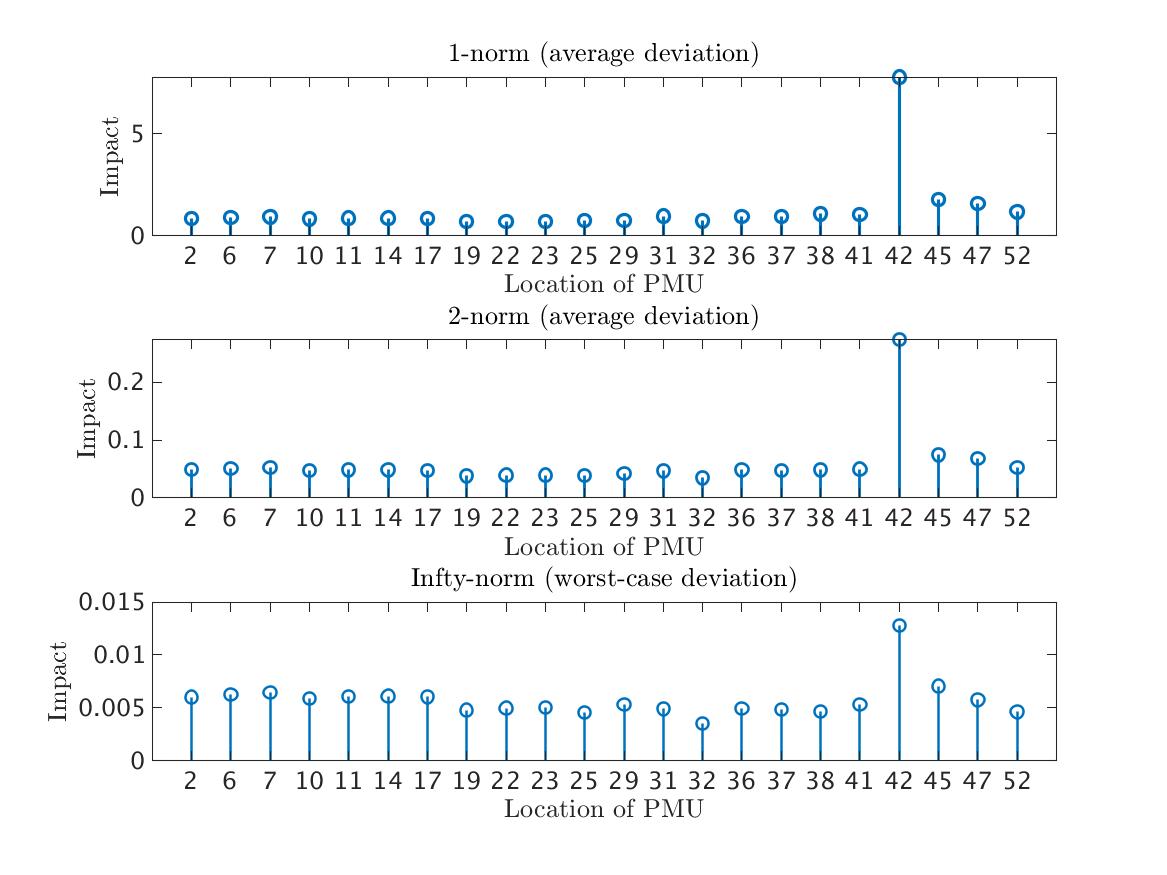 1-norm (average deviation)
Impact
5
0
2 6 7 10 11 14 17 19 22 23 25 29 31 32 36 37 38 41 42 45 47 52
Location of PMU
2-norm (average deviation)
Impact
0.2
0.1
0
2 6 7 10 11 14 17 19 22 23 25 29 31 32 36 37 38 41 42 45 47 52
Location of PMU
Infty-norm (worst-case deviation)
Impact
0.015
0.01
0.005
0
2 6 7 10 11 14 17 19 22 23 25 29 31 32 36 37 38 41 42 45 47 52
Location of PMU